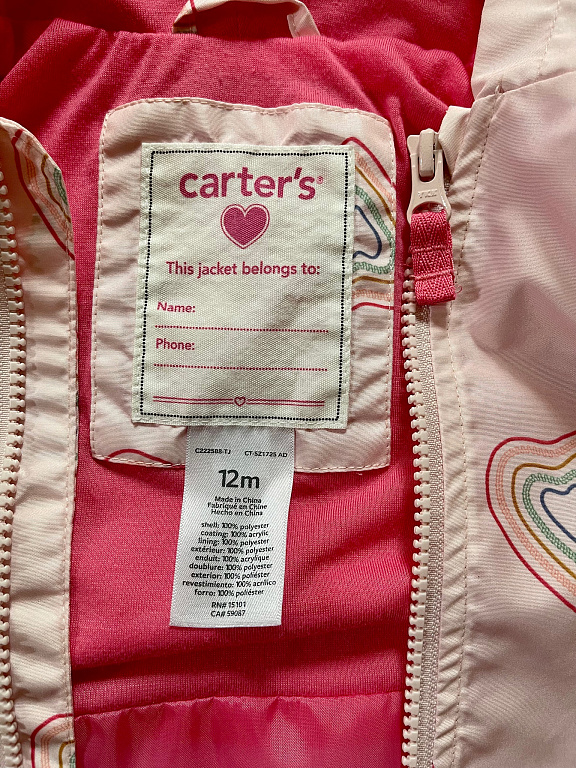 carter's
carter's®
This jacket belongs to:
Name:
Phone:
C222588-TJ CT-SZ1725 AD
12m
Made in China
Fabriqué en Chine
Hecho en China
shell: 100% polyester
coating: 100% acrylic
lining: 100% polyester
extérieur: 100% polyester
enduit: 100% acrylique
doublure: 100% polyester
exterior: 100% poliéster
revestimiento: 100% acrílico
forro: 100% poliéster
RN# 15101
CA# 59087